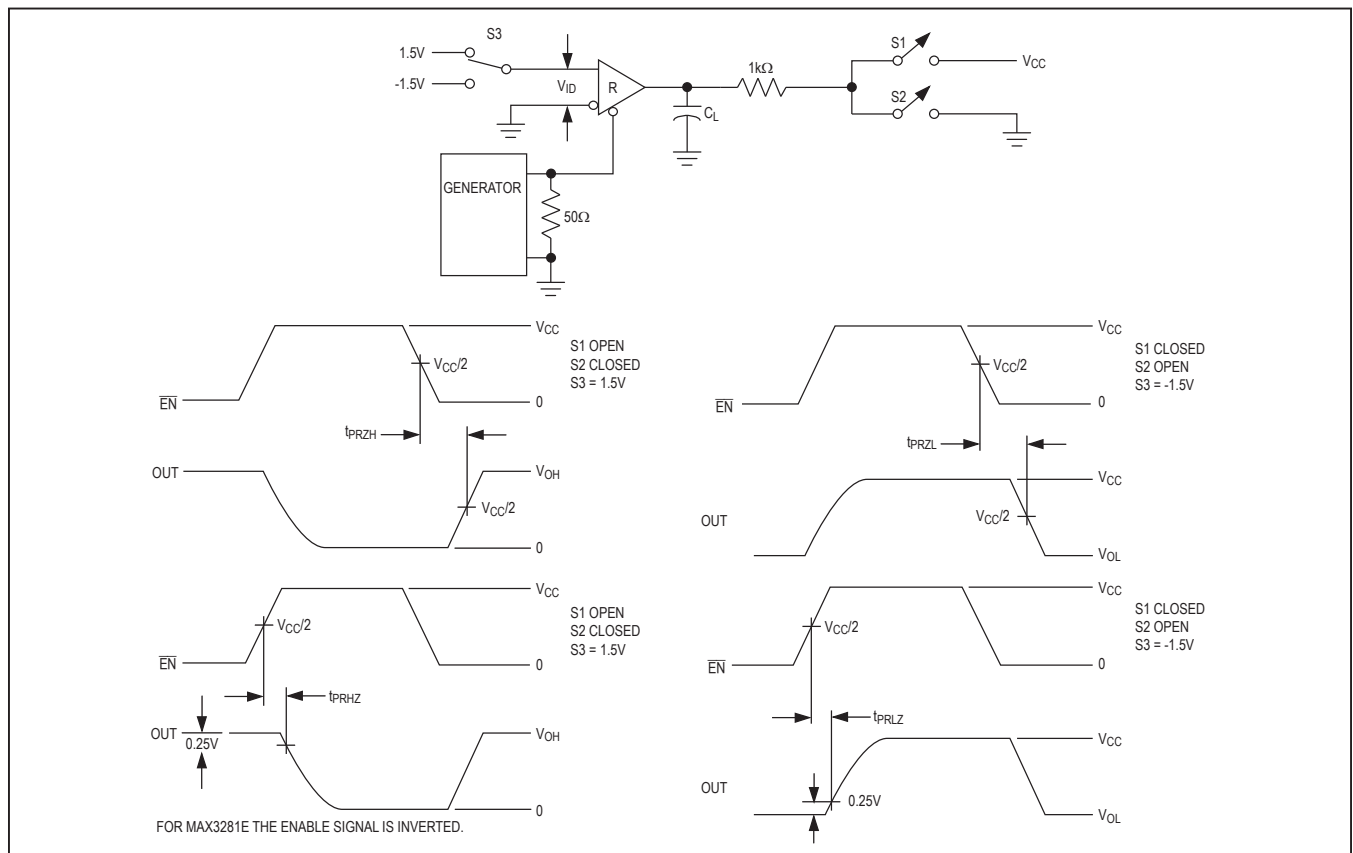 S3
1.5V
-1.5V
VID
R
CL
1kΩ
S1
VCC
S2
GENERATOR
50Ω
VCC
S1 OPEN
S2 CLOSED
S3 = 1.5V
VCC/2
EN
0
tPRZH
OUT
VOH
VCC/2
0
VCC
S1 CLOSED
S2 OPEN
S3 = -1.5V
VCC/2
EN
0
tPRZL
VCC
OUT
VCC/2
VOL
VCC
S1 OPEN
S2 CLOSED
S3 = 1.5V
VCC/2
EN
0
tPRHZ
OUT
0.25V
VOH
0
VCC
S1 CLOSED
S2 OPEN
S3 = -1.5V
VCC/2
EN
0
tPRLZ
VCC
OUT
0.25V
VOL
FOR MAX3281E THE ENABLE SIGNAL IS INVERTED.